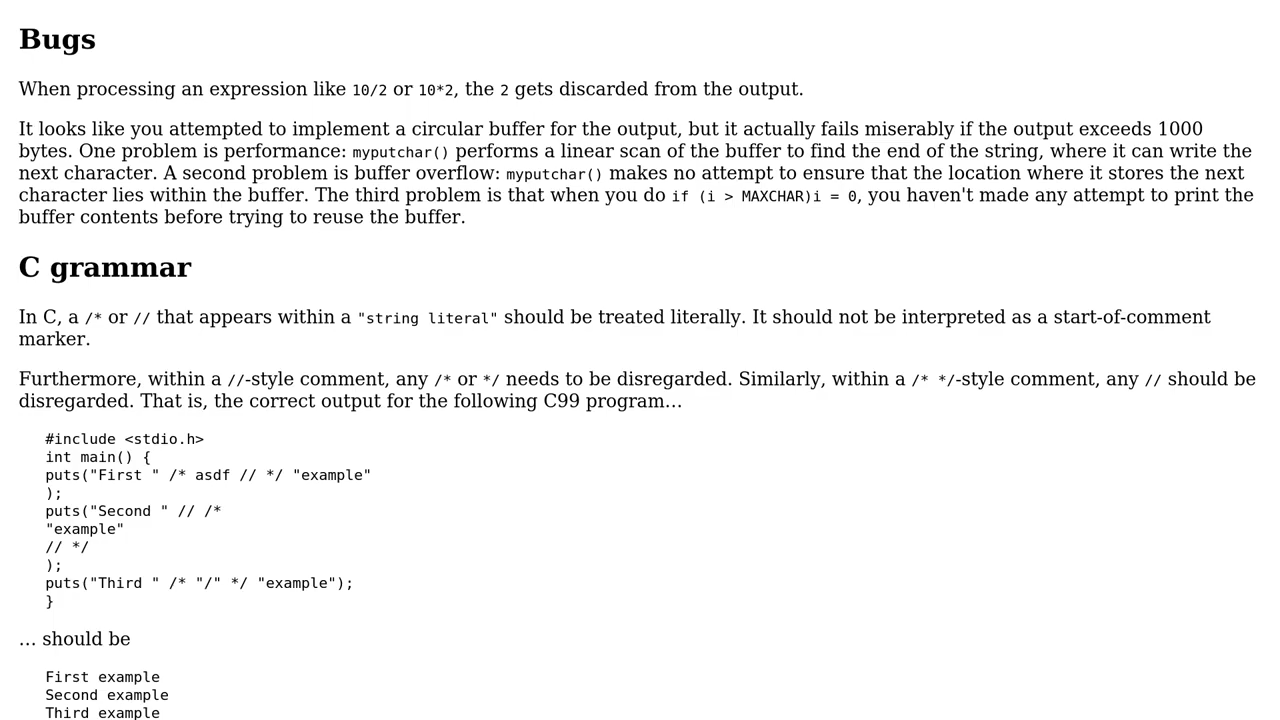 Bugs
When processing an expression like 10/2 or 10*2, the 2 gets discarded from the output.
It looks like you attempted to implement a circular buffer for the output, but it actually fails miserably if the output exceeds 1000
bytes. One problem is performance: myputchar() performs a linear scan of the buffer to find the end of the string, where it can write the
next character. A second problem is buffer overflow: myputchar() makes no attempt to ensure that the location where it stores the next
character lies within the buffer. The third problem is that when you do if (i > MAXCHAR)i = 0, you haven't made any attempt to print the
buffer contents before trying to reuse the buffer.
C grammar
In C, a /* or // that appears within a "string literal" should be treated literally. It should not be interpreted as a start-of-comment
marker.
Furthermore, within a //-style comment, any /* or */ needs to be disregarded. Similarly, within a /* */-style comment, any // should be
disregarded. That is, the correct output for the following C99 program…
#include <stdio.h>
int main() {
puts("First " /* asdf // */ "example"
);
puts("Second " // /*
"example"
// */
);
puts("Third " /* "/" */ "example");
}
… should be
First example
Second example
Third example